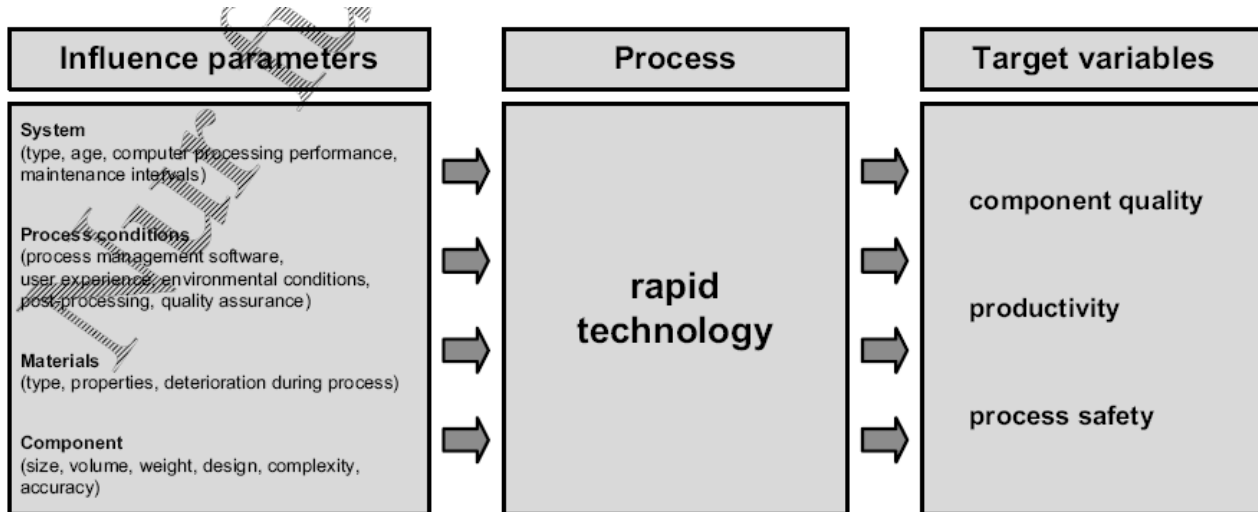 Influence parameters
Process
Target variables
System
(type, age, computer processing performance,
maintenance intervals)
Process conditions
(process management software,
user experience, environmental conditions,
post-processing, quality assurance)
Materials
(type, properties, deterioration during process)
Component
(size, volume, weight, design, complexity,
accuracy)
rapid
technology
component quality
productivity
process safety